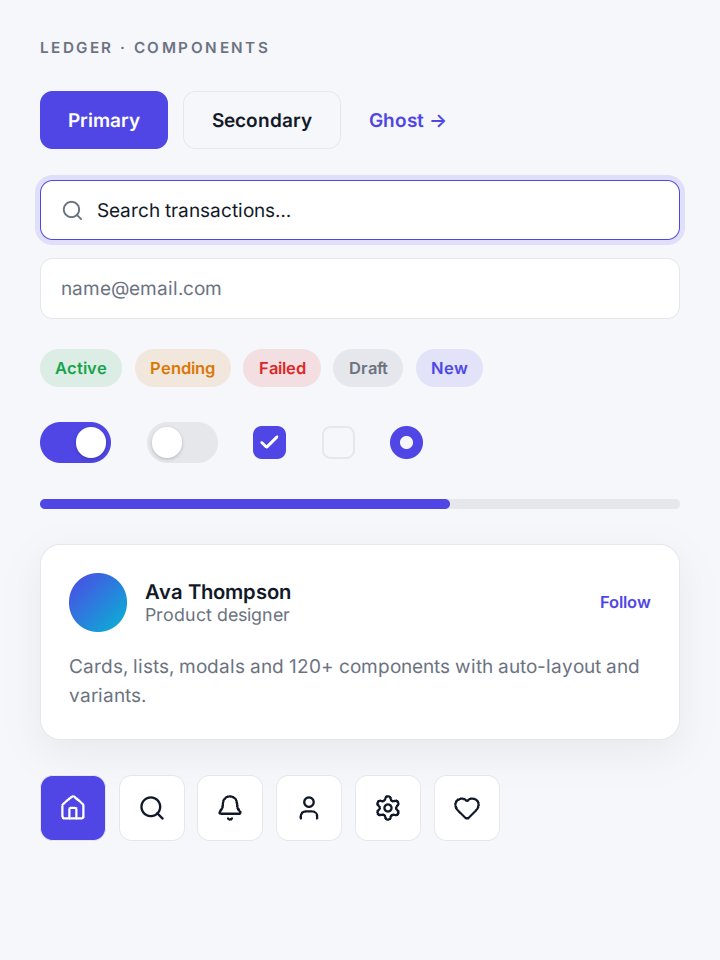 LEDGER · COMPONENTS
Primary
Secondary
Ghost →
Search transactions...
name@email.com
Active
Pending
Failed
Draft
New
Ava Thompson
Product designer
Follow
Cards, lists, modals and 120+ components with auto-layout and
variants.